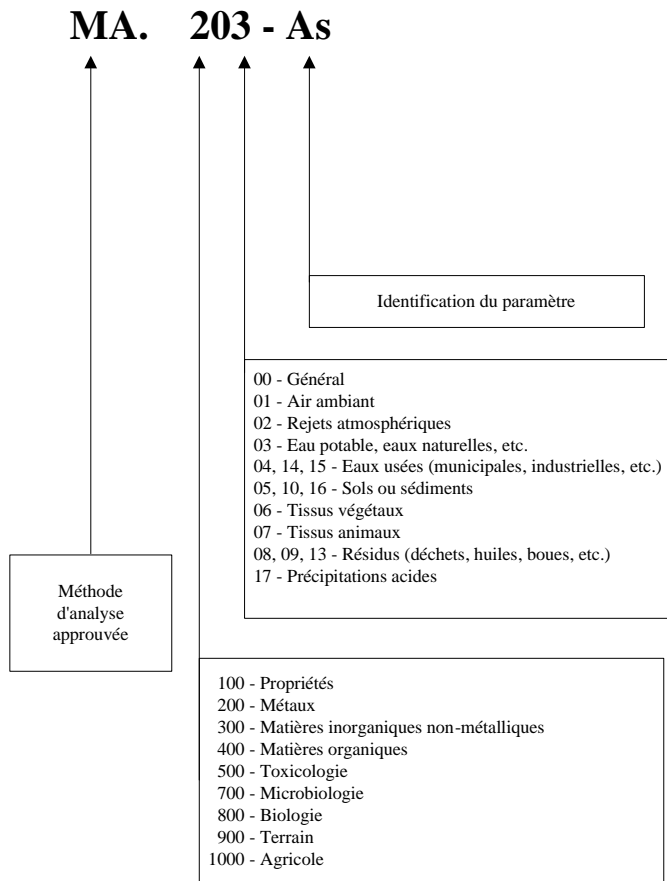 MA. 203 - As
Identification du paramètre
00 - Général
01 - Air ambiant
02 - Rejets atmosphériques
03 - Eau potable, eaux naturelles, etc.
04, 14, 15 - Eaux usées (municipales, industrielles, etc.)
05, 10, 16 - Sols ou sédiments
06 - Tissus végétaux
07 - Tissus animaux
08, 09, 13 - Résidus (déchets, huiles, boues, etc.)
17 - Précipitations acides
Méthode
d'analyse
approuvée
100 - Propriétés
200 - Métaux
300 - Matières inorganiques non-métalliques
400 - Matières organiques
500 - Toxicologie
700 - Microbiologie
800 - Biologie
900 - Terrain
1000 - Agricole